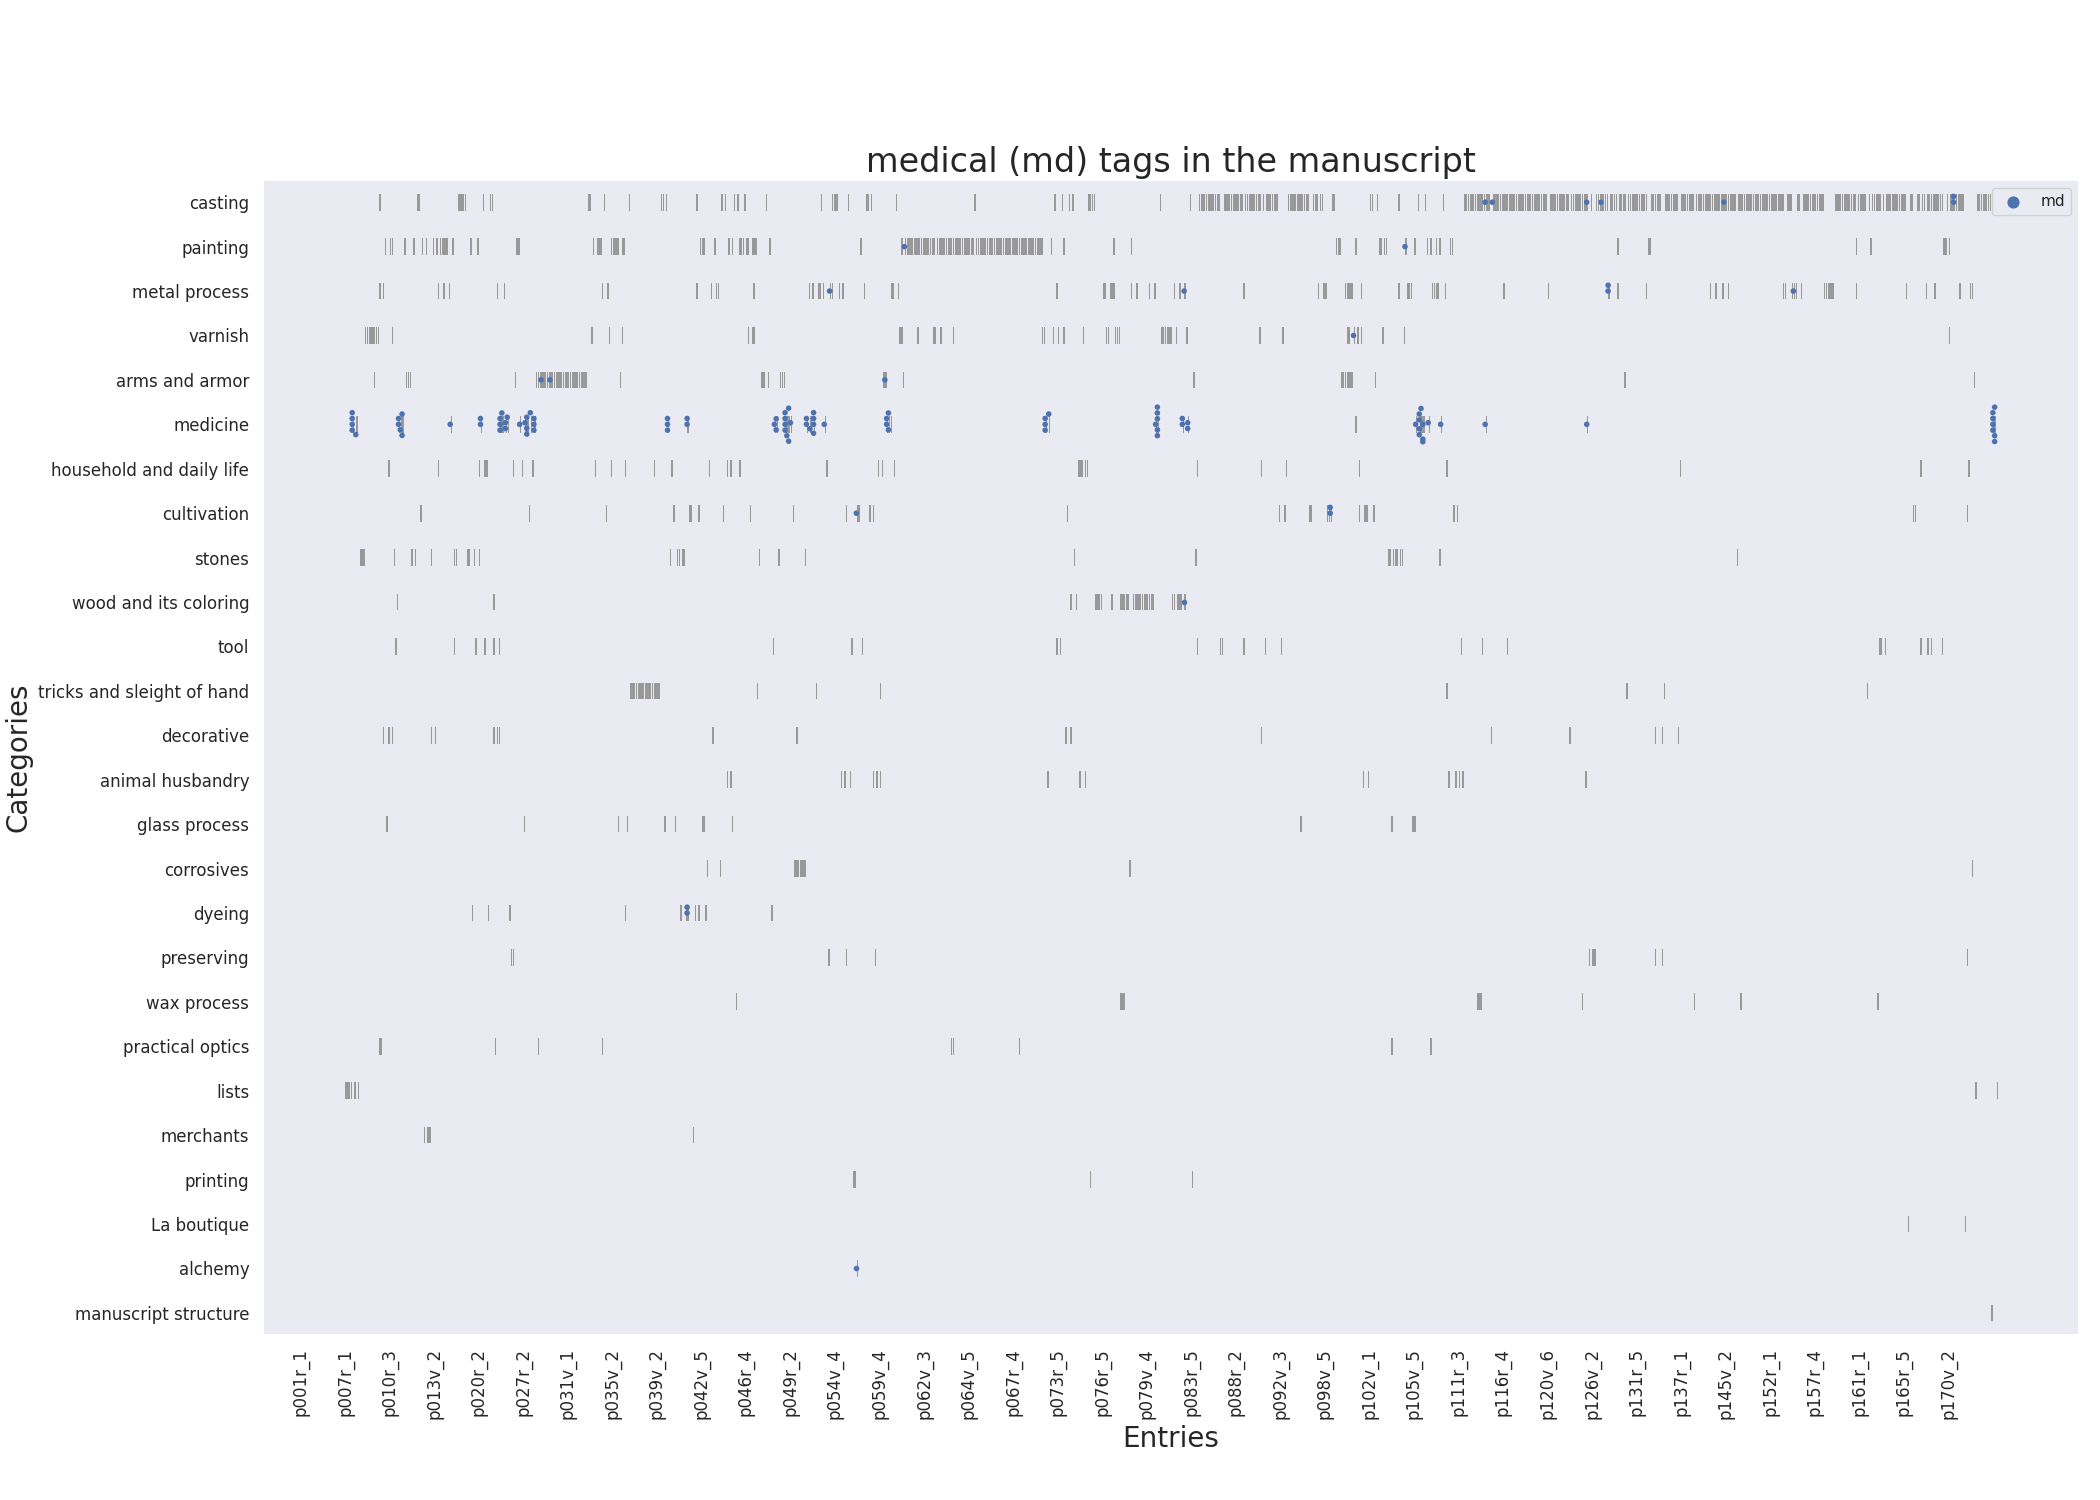 medical (md) tags in the manuscript
md
Categories
casting
painting
metal process
varnish
arms and armor
medicine
household and daily life
cultivation
stones
wood and its coloring
tool
tricks and sleight of hand
decorative
animal husbandry
glass process
corrosives
dyeing
preserving
wax process
practical optics
lists
merchants
printing
La boutique
alchemy
manuscript structure
p001r_1
p007r_1
p010r_3
p013v_2
p020r_2
p027r_2
p031v_1
p035v_2
p039v_2
p042v_5
p046r_4
p049r_2
p054v_4
p059v_4
p062v_3
p064v_5
p067r_4
p073r_5
p076r_5
p079v_4
p083r_5
p088r_2
p092v_3
p098v_5
p102v_1
p105v_5
p111r_3
p116r_4
p120v_6
p126v_2
p131r_5
p137r_1
p145v_2
p152r_1
p157r_4
p161r_1
p165r_5
p170v_2
Entries